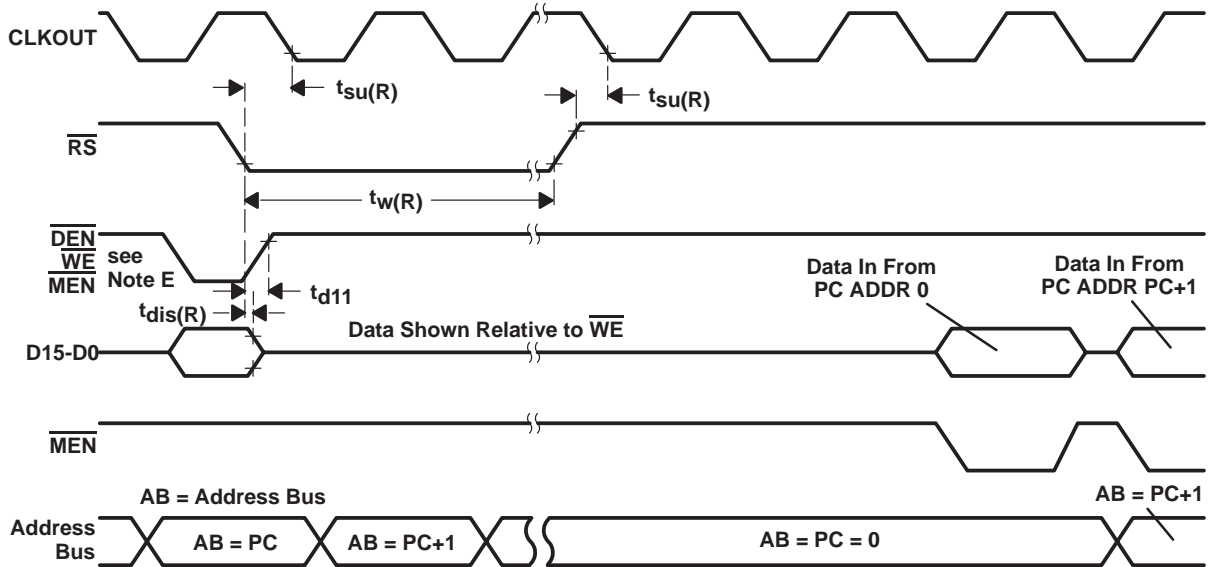 CLKOUT
tsu(R)
tsu(R)
RS
tw(R)
DEN
WE see
MEN Note E
td11
tdis(R)
Data In From
PC ADDR 0
Data In From
PC ADDR PC+1
Data Shown Relative to WE
D15-D0
MEN
AB = Address Bus
AB = PC+1
Address
Bus
AB = PC
AB = PC+1
AB = PC = 0